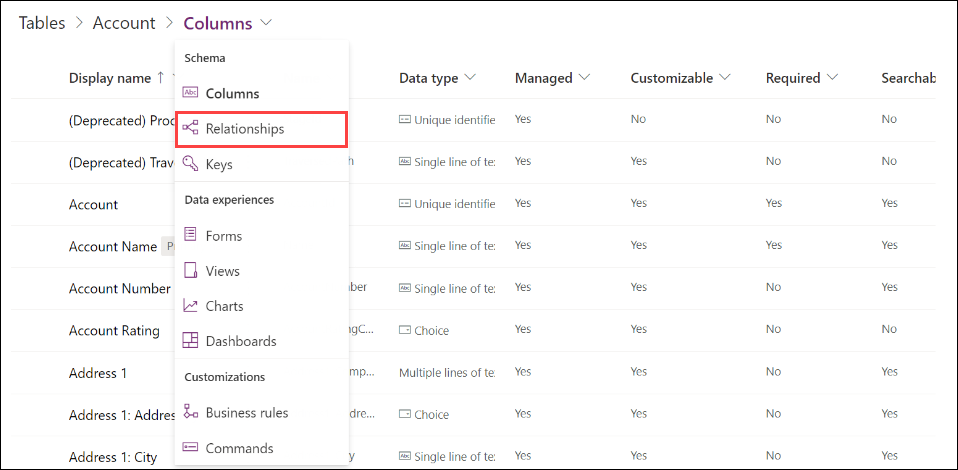 Tables > Account > Columns
Schema
Display name ↑ Data type Managed Customizable Required Searchab
Columns
(Deprecated) Proc Unique identifie Yes No No No
Relationships
(Deprecated) Trav h Single line of te: Yes Yes No No
Keys
Data experiences
Account Unique identifie Yes Yes Yes Yes
Forms
Account Name Single line of te: Yes Yes Yes Yes
Views
Account Number ber Single line of te: Yes Yes No Yes
Charts
Account Rating ngC... Choice Yes Yes No No
Dashboards
Address 1 mp... Multiple lines of te: Yes Yes No Yes
Customizations
Address 1: Addres dre... Choice Yes Yes No Yes
Business rules
Address 1: City y Single line of te: Yes Yes No Yes
Commands